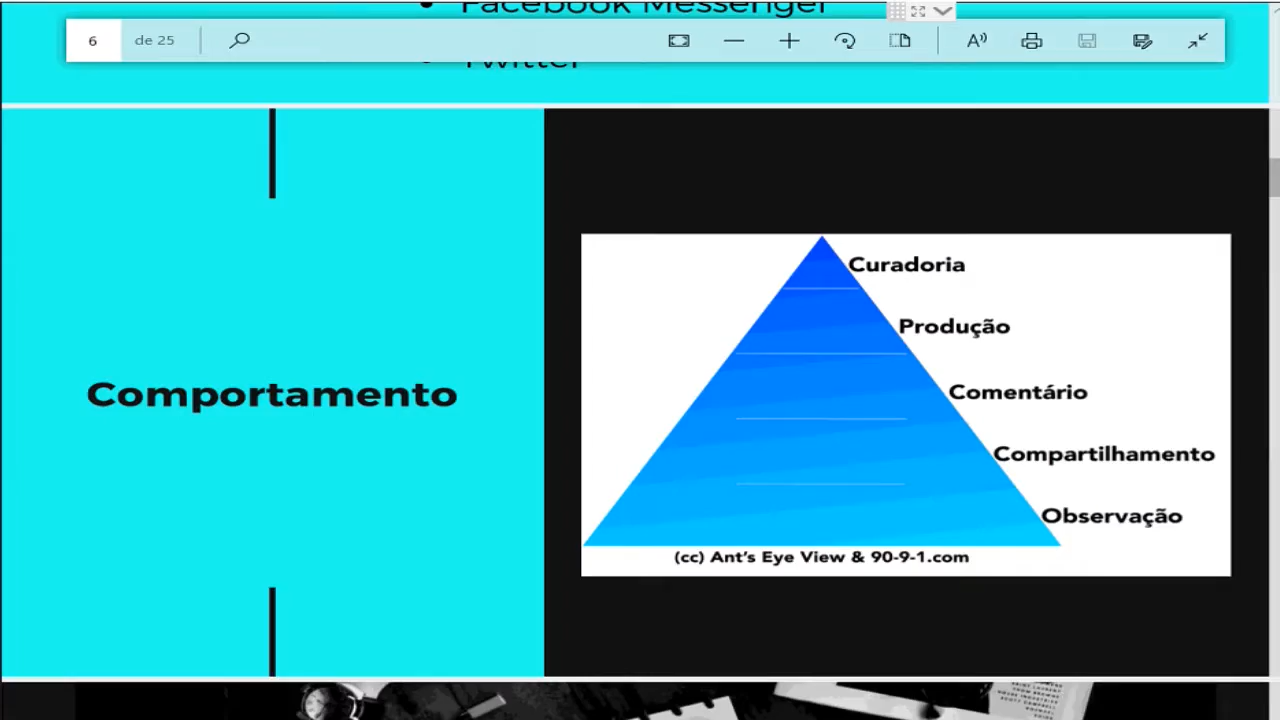 Facebook Messenger
6 de 25
Twitter
Comportamento
Curadoria
Produção
Comentário
Compartilhamento
Observação
(cc) Ant's Eye View & 90-9-1.com